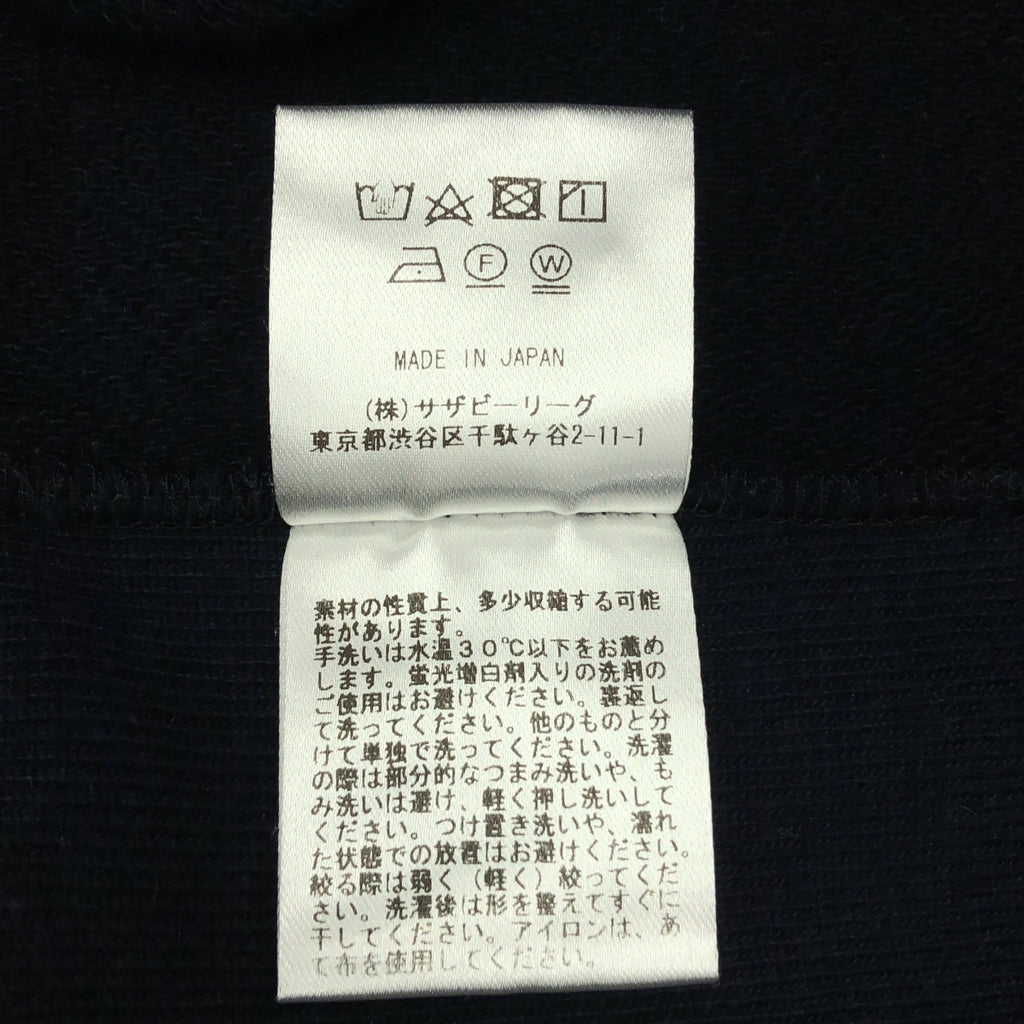 F W
MADE IN JAPAN
(株)サザビーリーグ
東京都渋谷区千駄ヶ谷2-11-1
素材の性質上、多少収縮する可能
性があります。
手洗いは水温30℃以下をお薦め
します。蛍光増白剤入りの洗剤の
ご使用はお避けください。裏返し
て洗ってください。他のものと分
けて単独で洗ってください。洗濯
の際は部分的なつまみ洗いや、も
み洗いは避け、軽く押し洗いして
ください。つけ置き洗いや、濡れ
た状態での放置はお避けください。
絞る際は弱く(軽く)絞ってくだ
さい。洗濯後は形を整えてすぐに
干してください。アイロンは、あ
て布を使用してください。